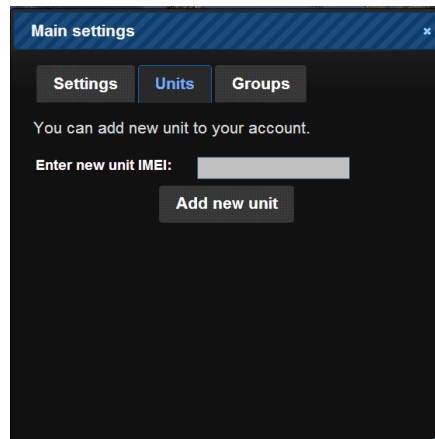 Main settings
Settings Units Groups
You can add new unit to your account.
Enter new unit IMEI:
Add new unit